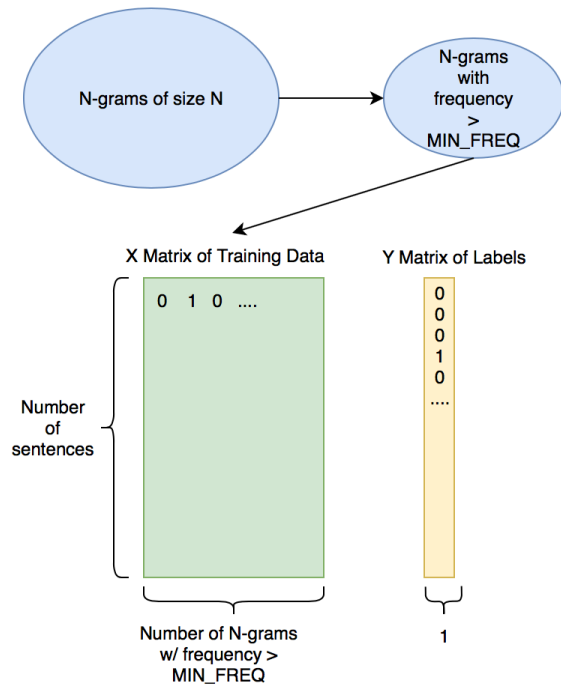 N-grams of size N
N-grams
with
frequency
>
MIN_FREQ
X Matrix of Training Data
Y Matrix of Labels
0 1 0 ....
0
0
0
1
0
....
Number
of
sentences
Number of N-grams
w/ frequency >
MIN_FREQ
1